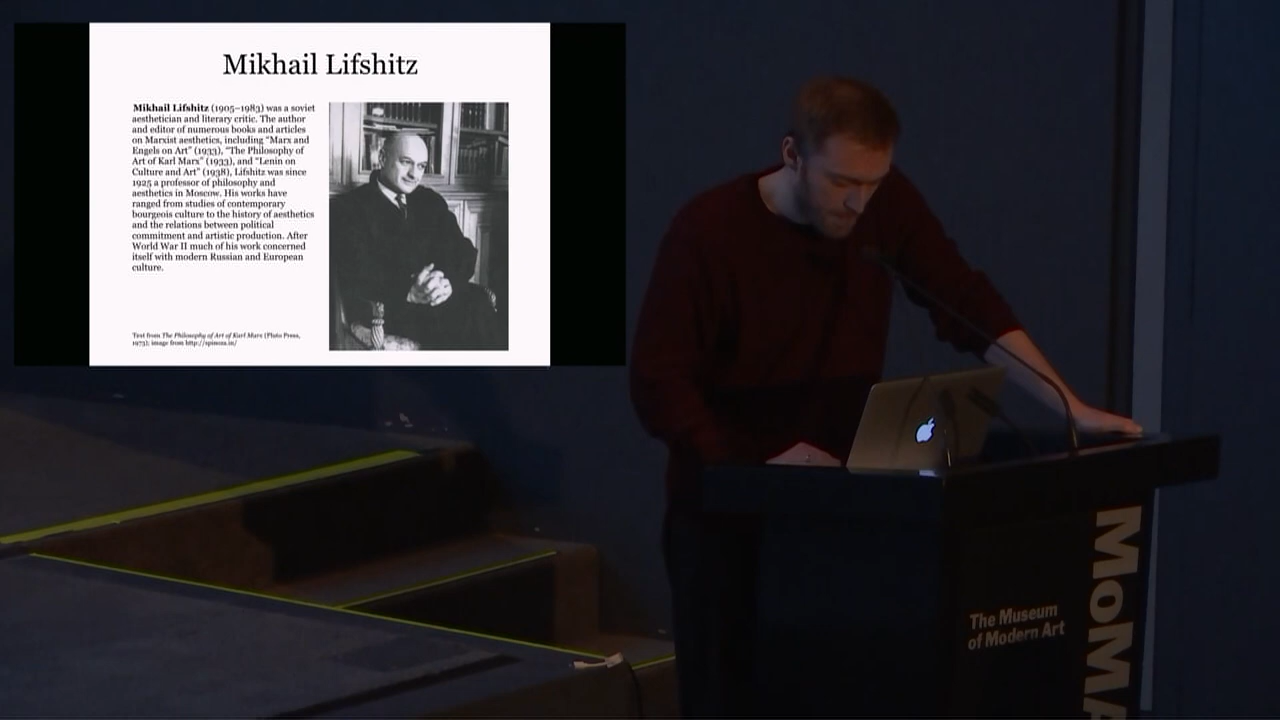 Mikhail Lifshitz
Mikhail Lifshitz (1905–1983) was a soviet
aesthetician and literary critic. The author
and editor of numerous books and articles
on Marxist aesthetics, including "Marx and
Engels on Art" (1933), "The Philosophy of
Art of Karl Marx" (1933), and "Lenin on
Culture and Art" (1938), Lifshitz was since
1925 a professor of philosophy and
aesthetics in Moscow. His works have
ranged from studies of contemporary
bourgeois culture to the history of aesthetics
and the relations between political
commitment and artistic production. After
World War II much of his work concerned
itself with modern Russian and European
culture.
Text from The Philosophy of Art of Karl Marx (Pluto Press,
1973); image from http://spinoza.in/
The Museum
of Modern Art
MoMA